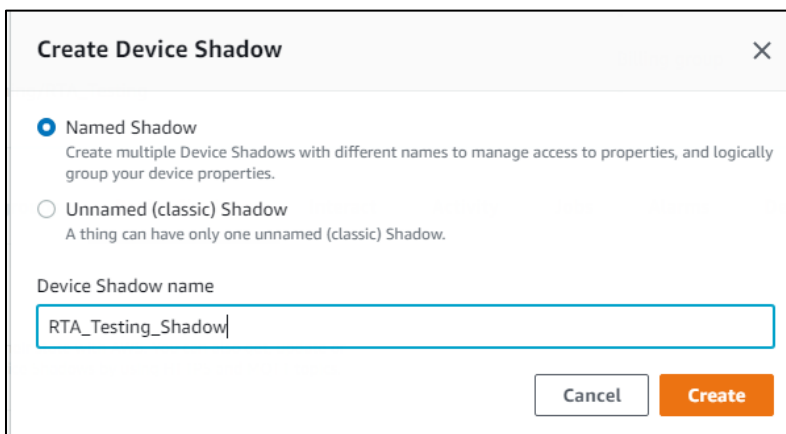 Create Device Shadow
Named Shadow
Create multiple Device Shadows with different names to manage access to properties, and logically
group your device properties.
Unnamed (classic) Shadow
A thing can have only one unnamed (classic) Shadow.
Device Shadow name
RTA_Testing_Shadow
Cancel Create